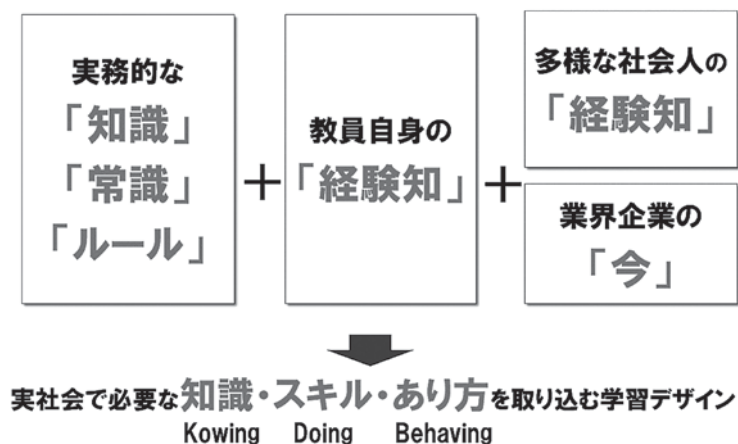 実務的な
「知識」
「常識」
「ルール」
＋
教員自身の
「経験知」
＋
多様な社会人の
「経験知」
業界企業の
「今」
実社会で必要な知識・スキル・あり方を取り込む学習デザイン
Kowing Doing Behaving